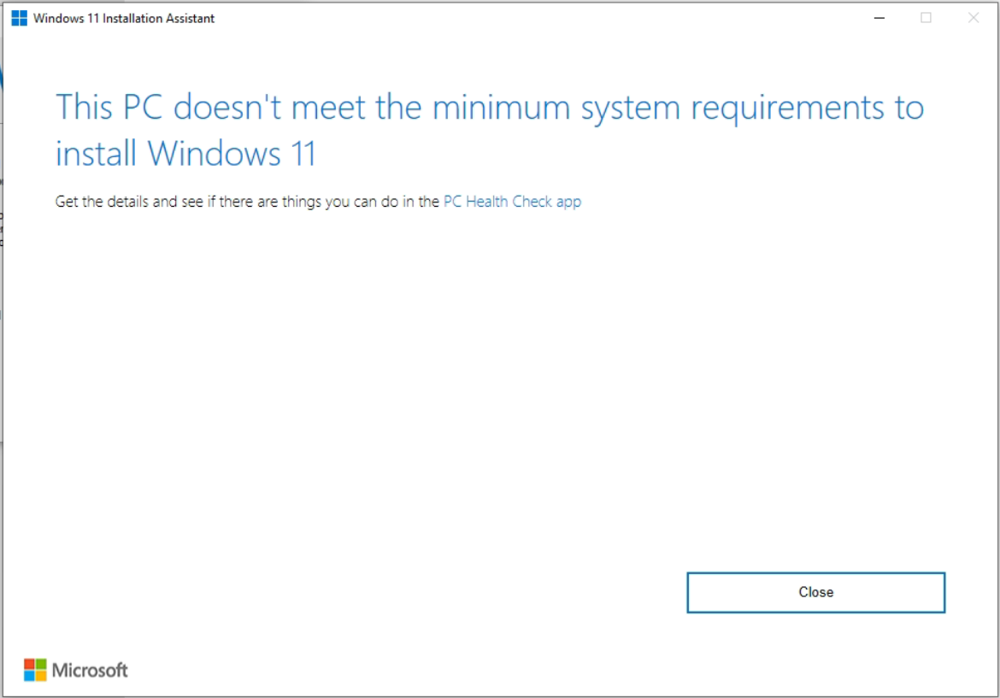 Windows 11 Installation Assistant
This PC doesn't meet the minimum system requirements to
install Windows 11
Get the details and see if there are things you can do in the PC Health Check app
Close
Microsoft